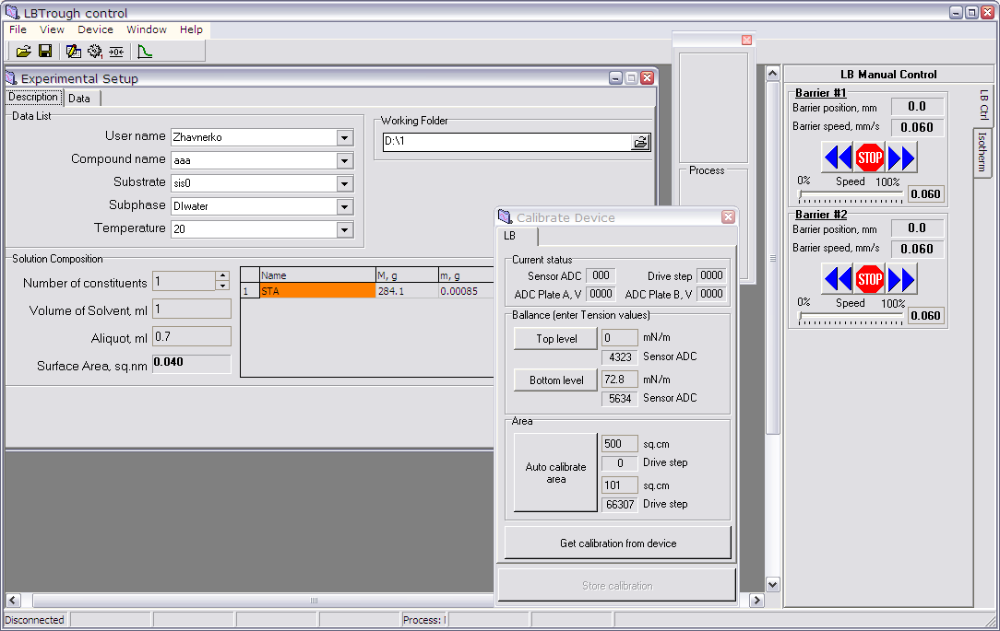 LBTrough control
File View Device Window Help
Experimental Setup
Description Data
Data List
User name Zhavnerko
Compound name aaa
Substrate sis0
Subphase DIwater
Temperature 20
Working Folder
D:\1
Solution Composition
Number of constituents 1
Volume of Solvent, ml 1
Aliquot, ml 0.7
Surface Area, sq.nm 0.040
Name M, g m, g
1 STA 284.1 0.00085
Process
Calibrate Device
LB
Current status
Sensor ADC 000 Drive step 0000
ADC Plate A, V 0000 ADC Plate B, V 0000
Ballance (enter Tension values)
Top level 0 mN/m
4323 Sensor ADC
Bottom level 72.8 mN/m
5634 Sensor ADC
Area
Auto calibrate
area
500 sq.cm
0 Drive step
101 sq.cm
66307 Drive step
Get calibration from device
Store calibration
LB Manual Control
Barrier #1
Barrier position, mm 0.0
Barrier speed, mm/s 0.060
STOP
0% Speed 100%
0.060
Barrier #2
Barrier position, mm 0.0
Barrier speed, mm/s 0.060
STOP
0% Speed 100%
0.060
LB Ctrl
Isotherm
Disconnected
Process: